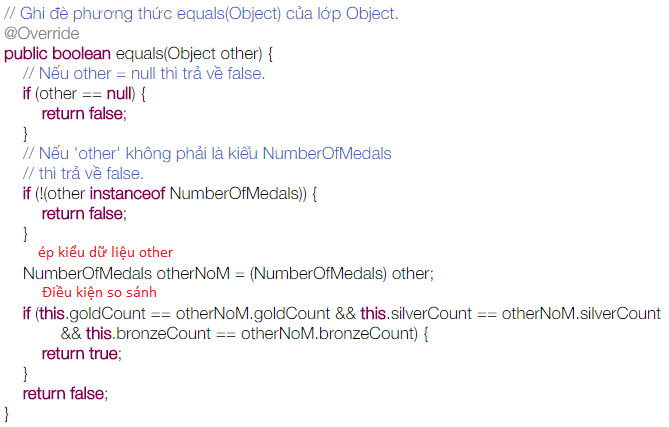 // Ghi đè phương thức equals(Object) của lớp Object.
@Override
public boolean equals(Object other) {
// Nếu other = null thì trả về false.
if (other == null) {
return false;
}
// Nếu 'other' không phải là kiểu NumberOfMedals
// thì trả về false.
if (!(other instanceof NumberOfMedals)) {
return false;
}
ép kiểu dữ liệu other
NumberOfMedals otherNoM = (NumberOfMedals) other;
Điều kiện so sánh
if (this.goldCount == otherNoM.goldCount && this.silverCount == otherNoM.silverCount
&& this.bronzeCount == otherNoM.bronzeCount) {
return true;
}
return false;
}